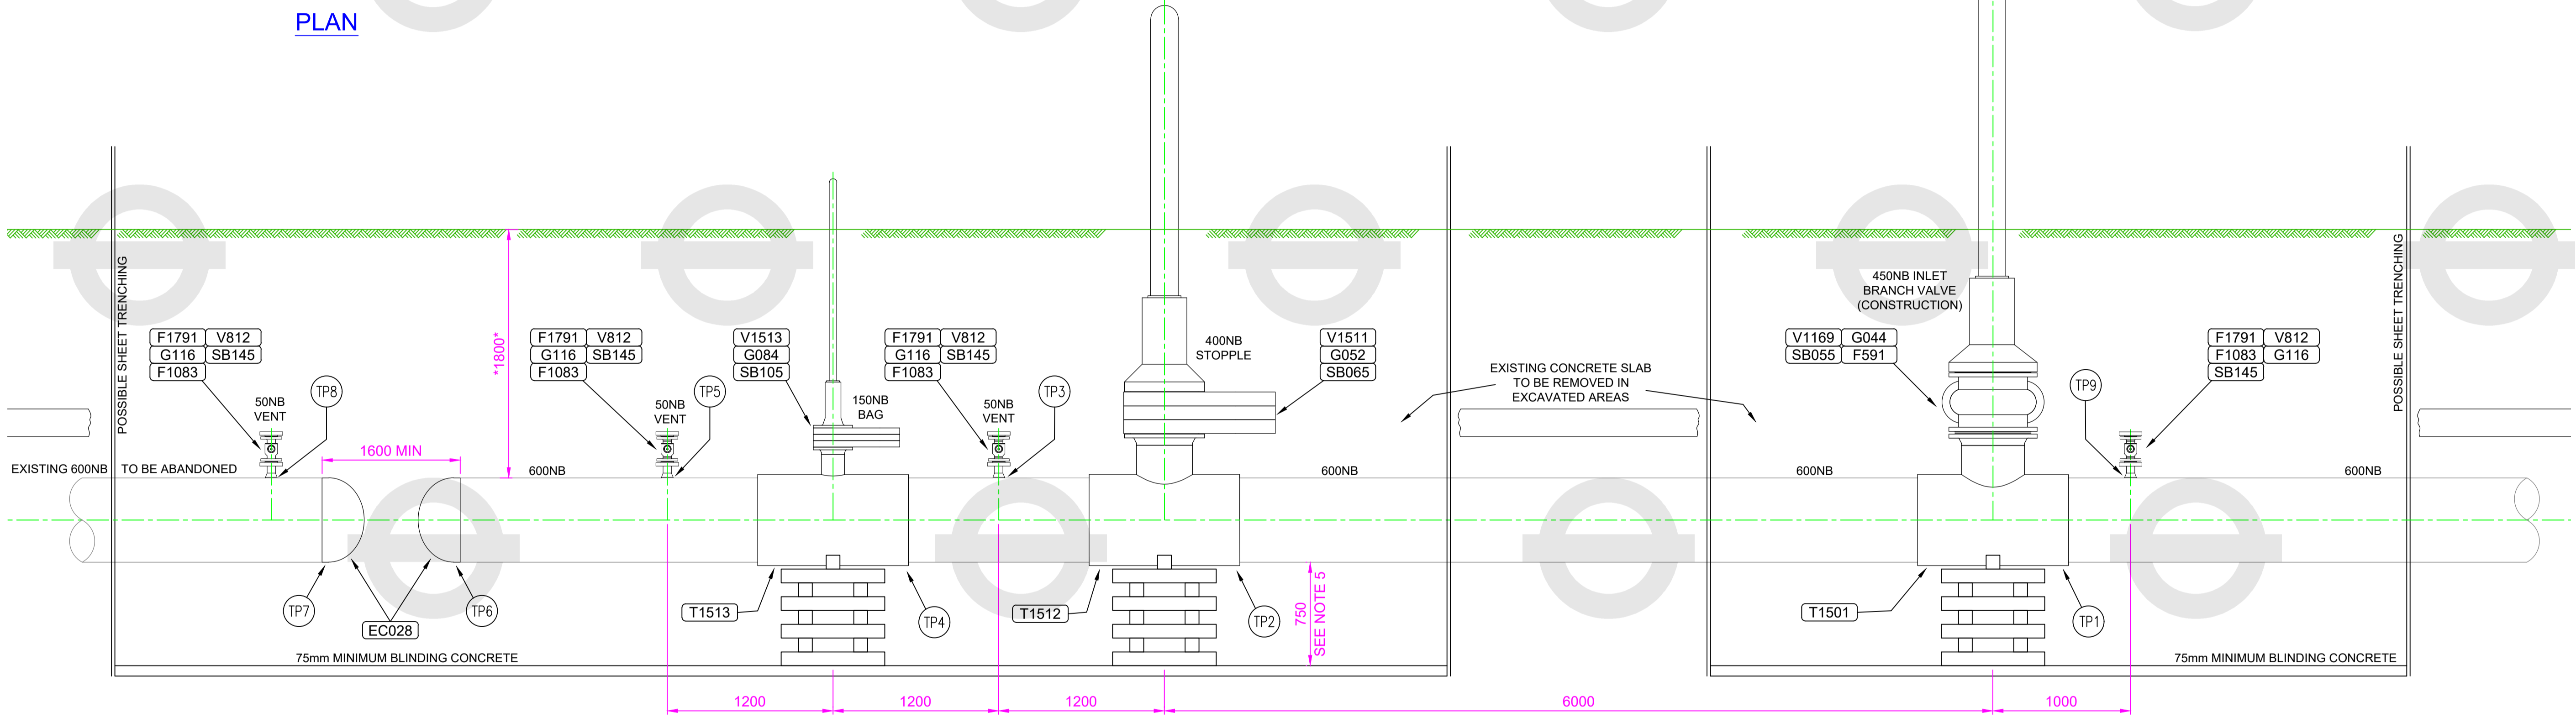 PLAN
POSSIBLE SHEET TRENCHING
F1791 V812
G116 SB145
F1083
50NB
VENT
TP8
1600 MIN
EXISTING 600NB TO BE ABANDONED
*1800*
600NB
F1791 V812
G116 SB145
F1083
50NB
VENT
TP5
V1513
G084
SB105
150NB
BAG
F1791 V812
G116 SB145
F1083
50NB
VENT
TP3
400NB
STOPPLE
V1511
G052
SB065
600NB
EXISTING CONCRETE SLAB
TO BE REMOVED IN
EXCAVATED AREAS
450NB INLET
BRANCH VALVE
(CONSTRUCTION)
V1169 G044
SB055 F591
600NB
TP9
F1791 V812
F1083 G116
SB145
600NB
POSSIBLE SHEET TRENCHING
TP7
EC028
TP6
T1513
TP4
T1512
TP2
750
SEE NOTE 5
T1501
TP1
75mm MINIMUM BLINDING CONCRETE
75mm MINIMUM BLINDING CONCRETE
1200
1200
1200
6000
1000